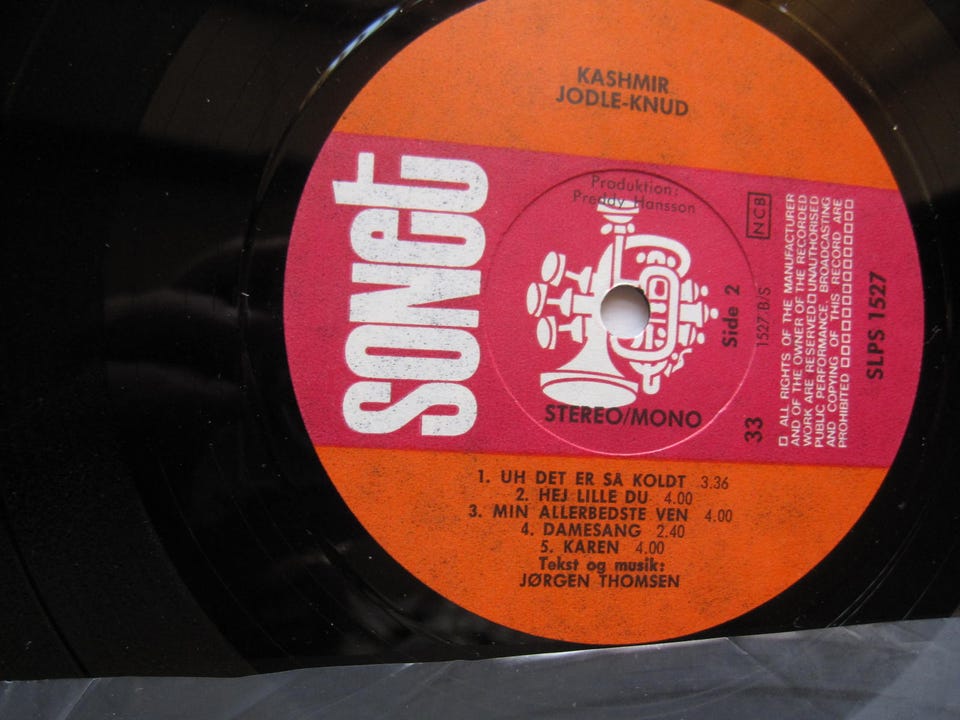 KASHMIR
JODLE-KNUD
SONET
Produktion:
Preddy Hansson
NCB
Side 2
1527 B/S
STEREO/MONO
33
ALL RIGHTS OF THE MANUFACTURER
AND OF THE OWNER OF THE RECORDED
WORK ARE RESERVED UNAUTHORISED
PUBLIC PERFORMANCE, BROADCASTING
AND COPYING OF THIS RECORD ARE
PROHIBITED
SLPS 1527
1. UH DET ER SÅ KOLDT 3.36
2. HEJ LILLE DU 4.00
3. MIN ALLERBEDSTE VEN 4.00
4. DAMESANG 2.40
5. KAREN 4.00
Tekst og musik:
JØRGEN THOMSEN